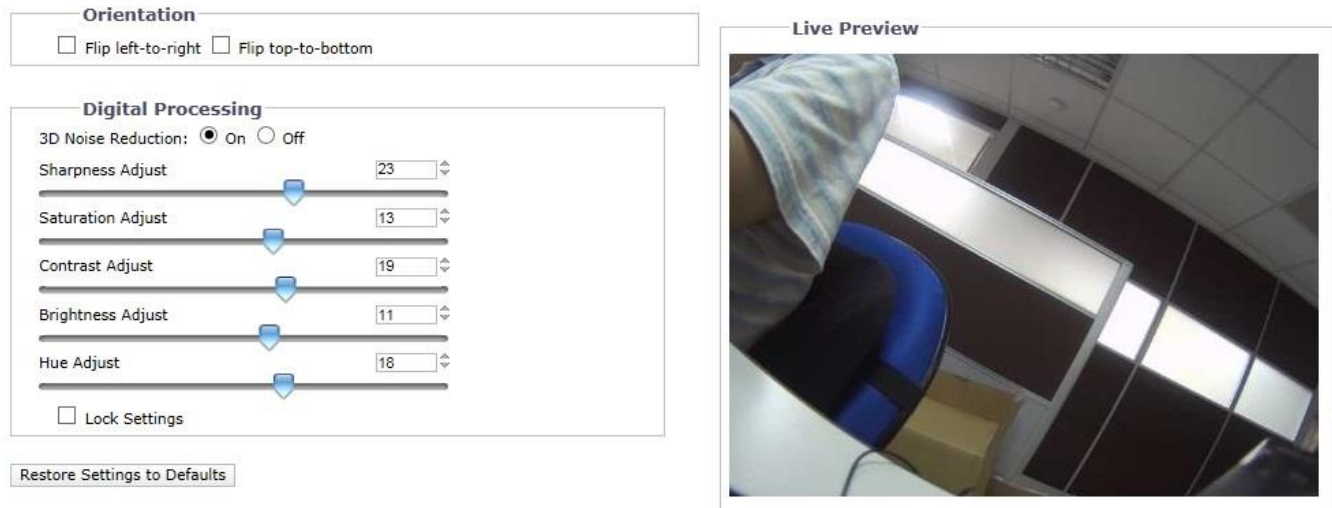 Orientation
Flip left-to-right Flip top-to-bottom
Digital Processing
3D Noise Reduction: On Off
Sharpness Adjust 23
Saturation Adjust 13
Contrast Adjust 19
Brightness Adjust 11
Hue Adjust 18
Lock Settings
Restore Settings to Defaults
Live Preview